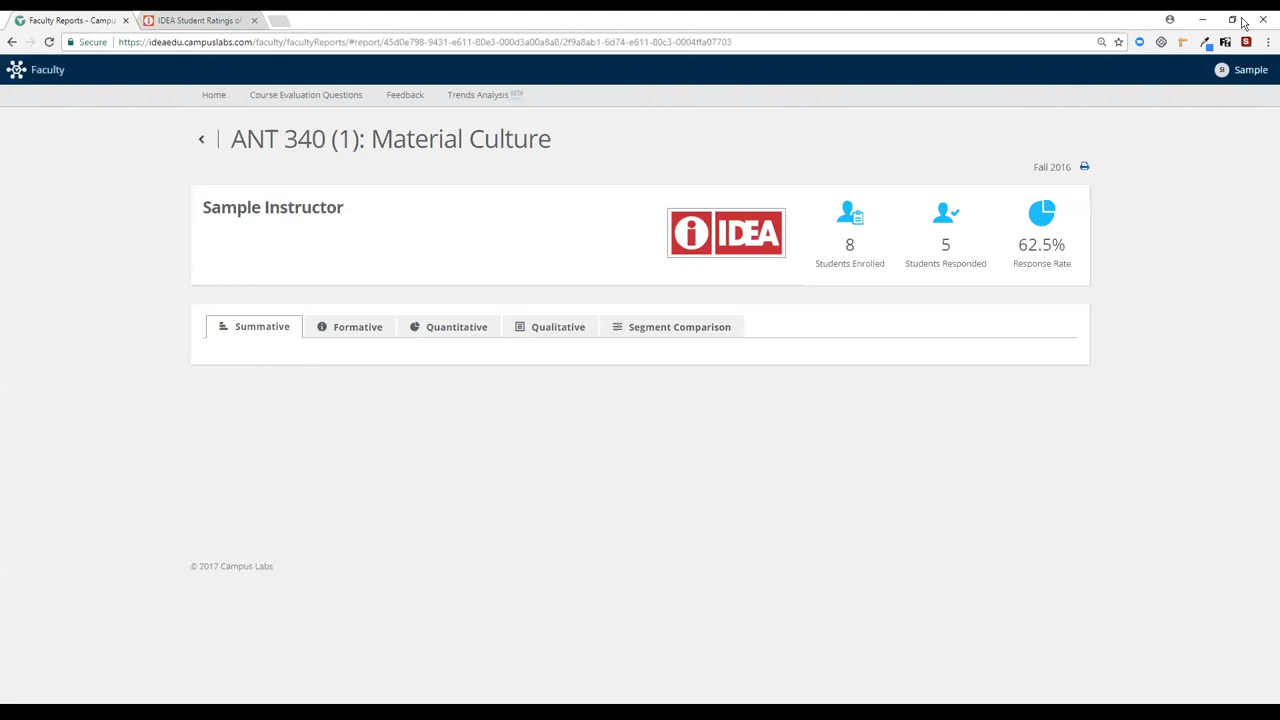 Faculty Reports - Campu
IDEA Student Ratings of
Secure
https://ideaedu.campuslabs.com/faculty/facultyReports/#report/45d0e798-9431-e611-80e3-000d3a00a8a8/2f9a8ab1-6d74-e611-80c3-0004ffa07703
Faculty
SI
Sample
Home
Course Evaluation Questions
Feedback
Trends Analysis BETA
ANT 340 (1): Material Culture
Fall 2016
Sample Instructor
i IDEA
8
5
62.5%
Students Enrolled
Students Responded
Response Rate
Summative
Formative
Quantitative
Qualitative
Segment Comparison
© 2017 Campus Labs